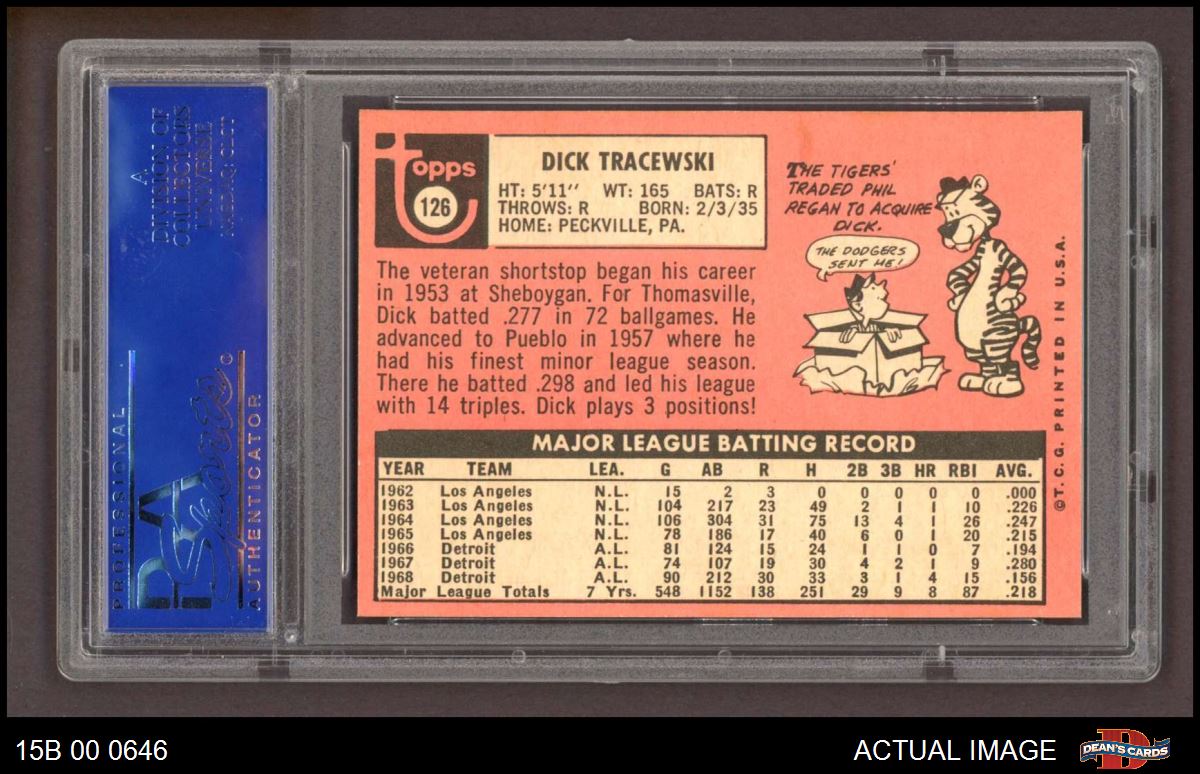 A
DIVISION OF
COLLECTORS
UNIVERSE
NASDAQ: CLCT
PROFESSIONAL
PSA
Sports
AUTHENTICATOR
topps
126
DICK TRACEWSKI
HT: 5'11'' WT: 165 BATS: R
THROWS: R BORN: 2/3/35
HOME: PECKVILLE, PA.
The veteran shortstop began his career
in 1953 at Sheboygan. For Thomasville,
Dick batted .277 in 72 ballgames. He
advanced to Pueblo in 1957 where he
had his finest minor league season.
There he batted .298 and led his league
with 14 triples. Dick plays 3 positions!
THE TIGERS'
TRADED PHIL
REGAN TO ACQUIRE
DICK.
THE DODGERS
SENT ME!
MAJOR LEAGUE BATTING RECORD
YEAR TEAM LEA. G AB R H 2B 3B HR RBI AVG.
1962 Los Angeles N.L. 15 2 3 0 0 0 0 0 .000
1963 Los Angeles N.L. 104 217 23 49 2 1 1 10 .226
1964 Los Angeles N.L. 106 304 31 75 13 4 1 26 .247
1965 Los Angeles N.L. 78 186 17 40 6 0 1 20 .215
1966 Detroit A.L. 81 124 15 24 1 1 0 7 .194
1967 Detroit A.L. 74 107 19 30 4 2 1 9 .280
1968 Detroit A.L. 90 212 30 33 3 1 4 15 .156
Major League Totals 7 Yrs. 548 1152 138 251 29 9 8 87 .218
©T.C.G. PRINTED IN U.S.A.
15B 00 0646
ACTUAL IMAGE
D
DEAN'S CARDS